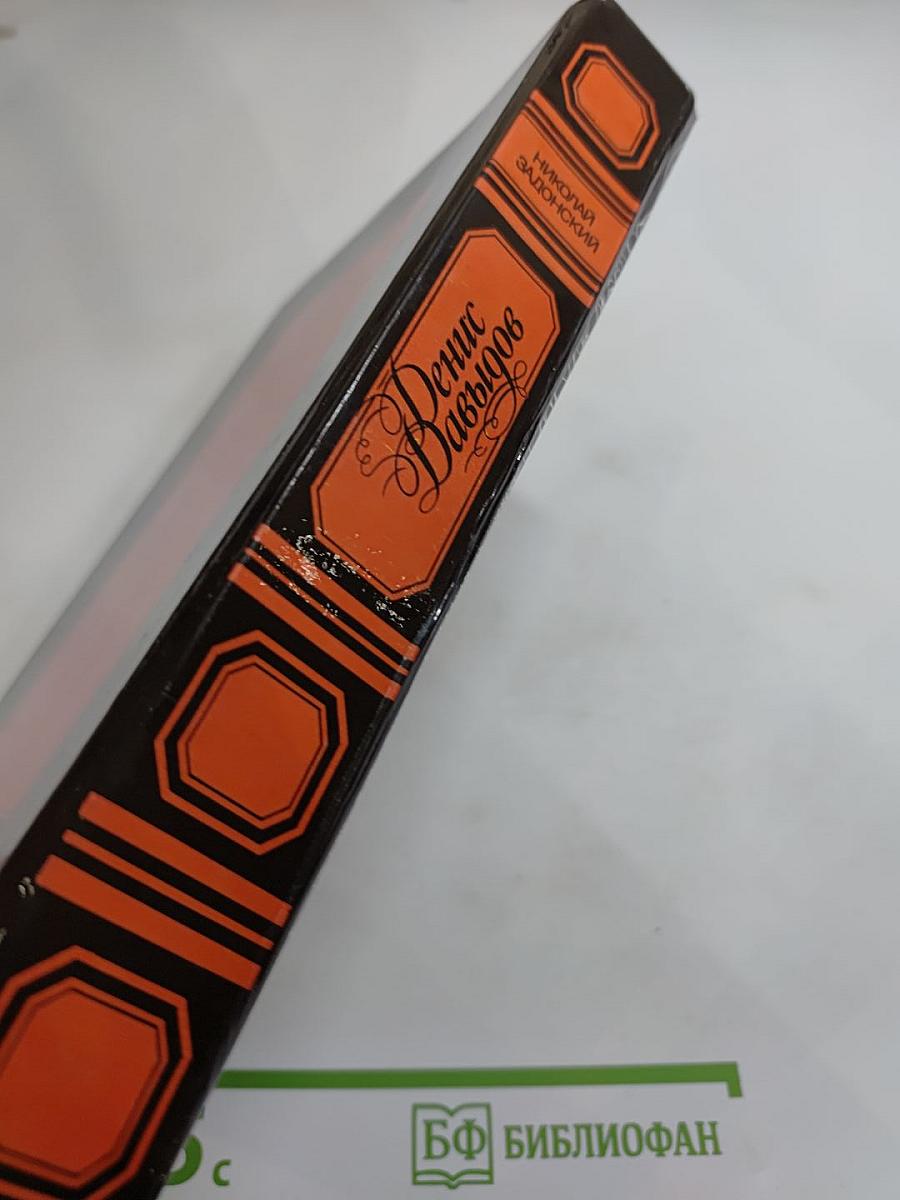 НИКОЛАЙ
ЗАДОНСКИЙ
Денис
Давыдов
с
БФ БИБЛИОФАН